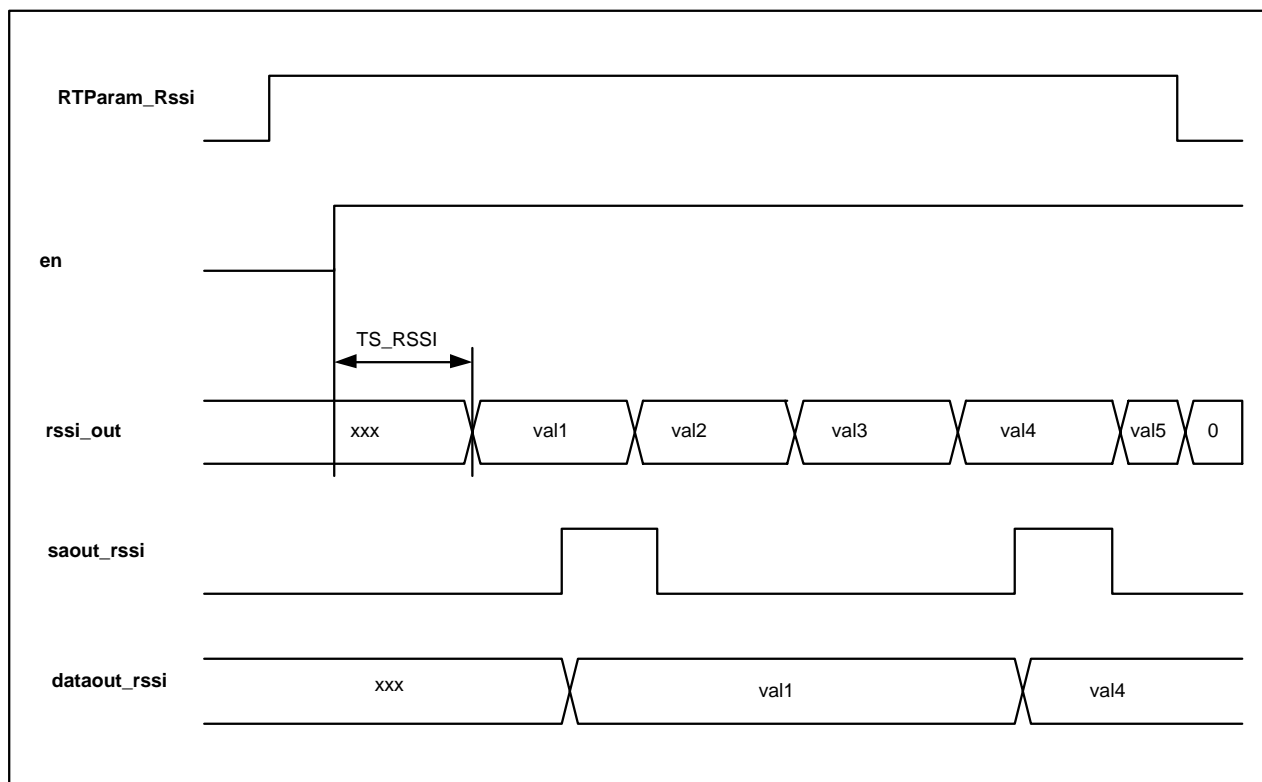 RTParam_Rssi
en
TS_RSSI
rssi_out xxx val1 val2 val3 val4 val5 0
saout_rssi
dataout_rssi xxx val1 val4